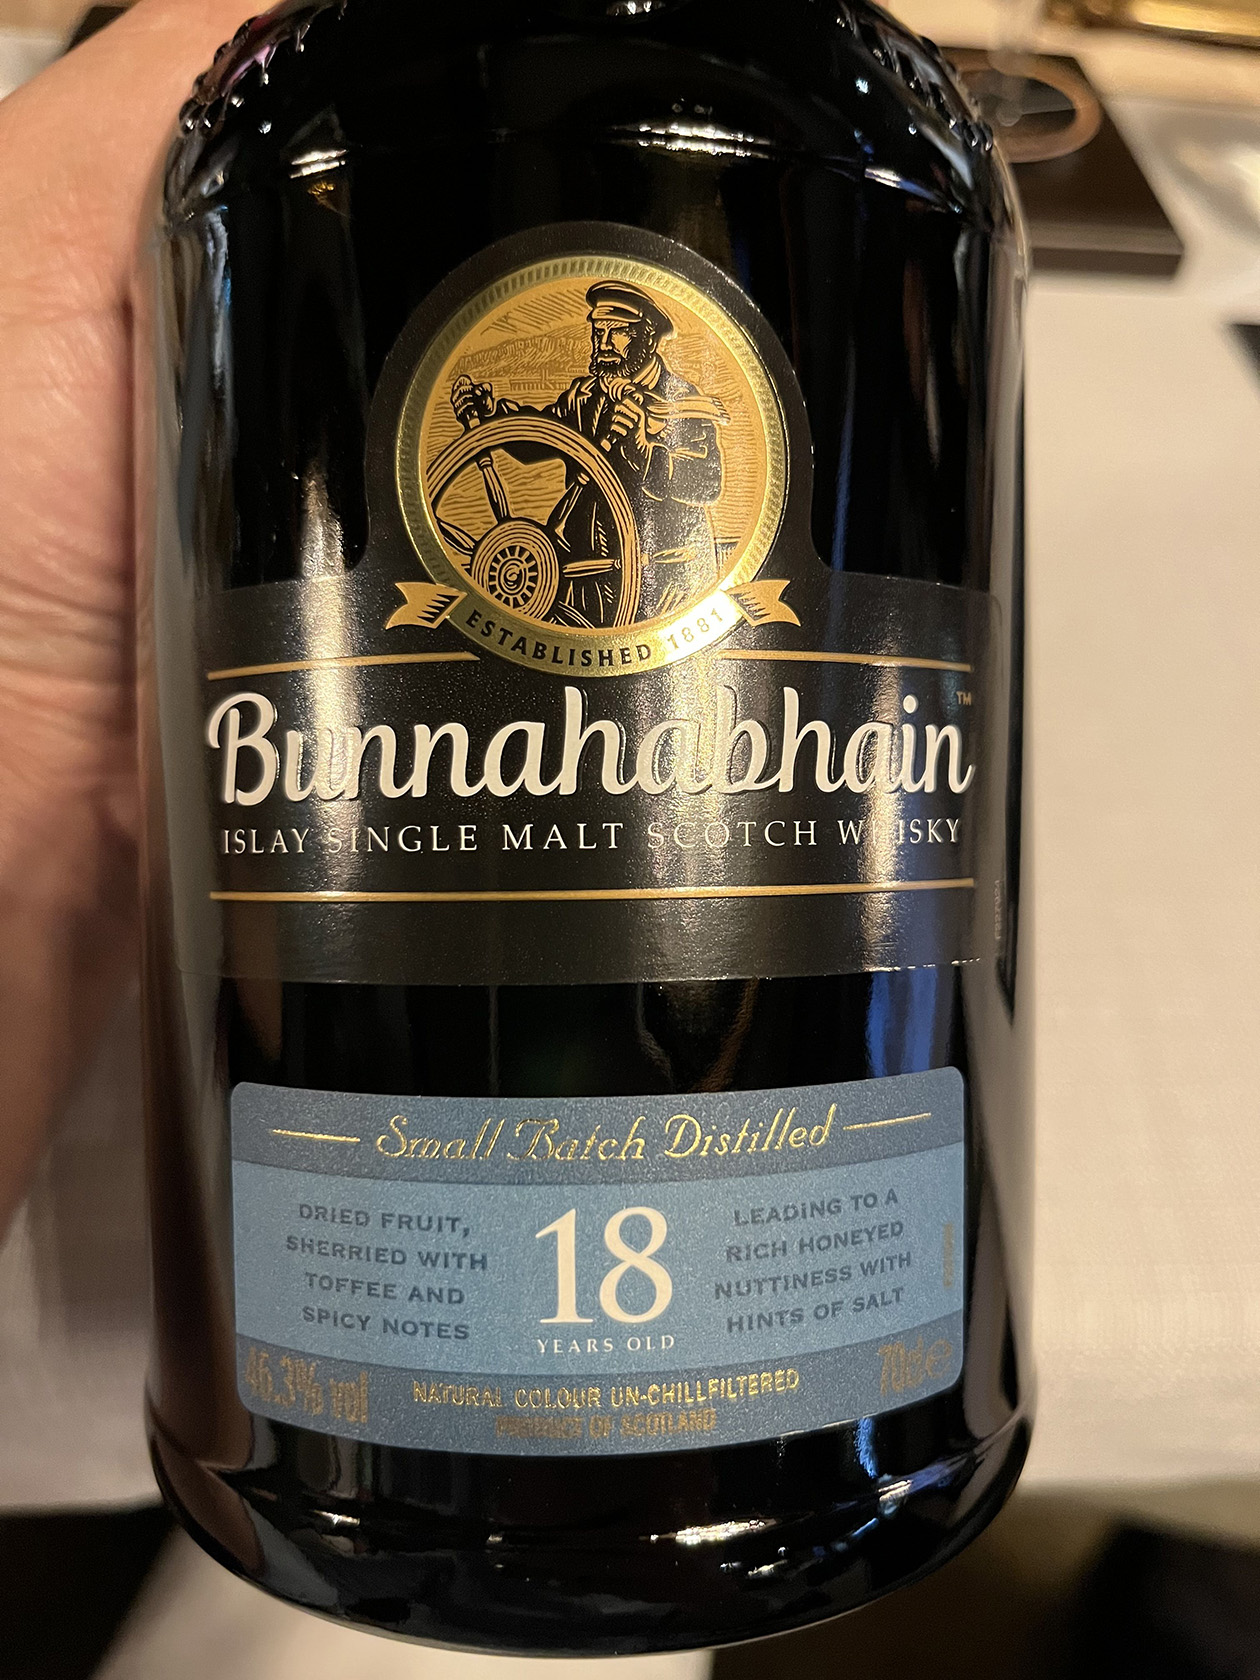 ESTABLISHED 1881
Bunnahabhain™
ISLAY SINGLE MALT SCOTCH WHISKY
Small Batch Distilled
DRIED FRUIT,
SHERRIED WITH
TOFFEE AND
SPICY NOTES
18
YEARS OLD
LEADING TO A
RICH HONEYED
NUTTINESS WITH
HINTS OF SALT
46.3% vol
NATURAL COLOUR UN-CHILLFILTERED
PRODUCT OF SCOTLAND
70cl e